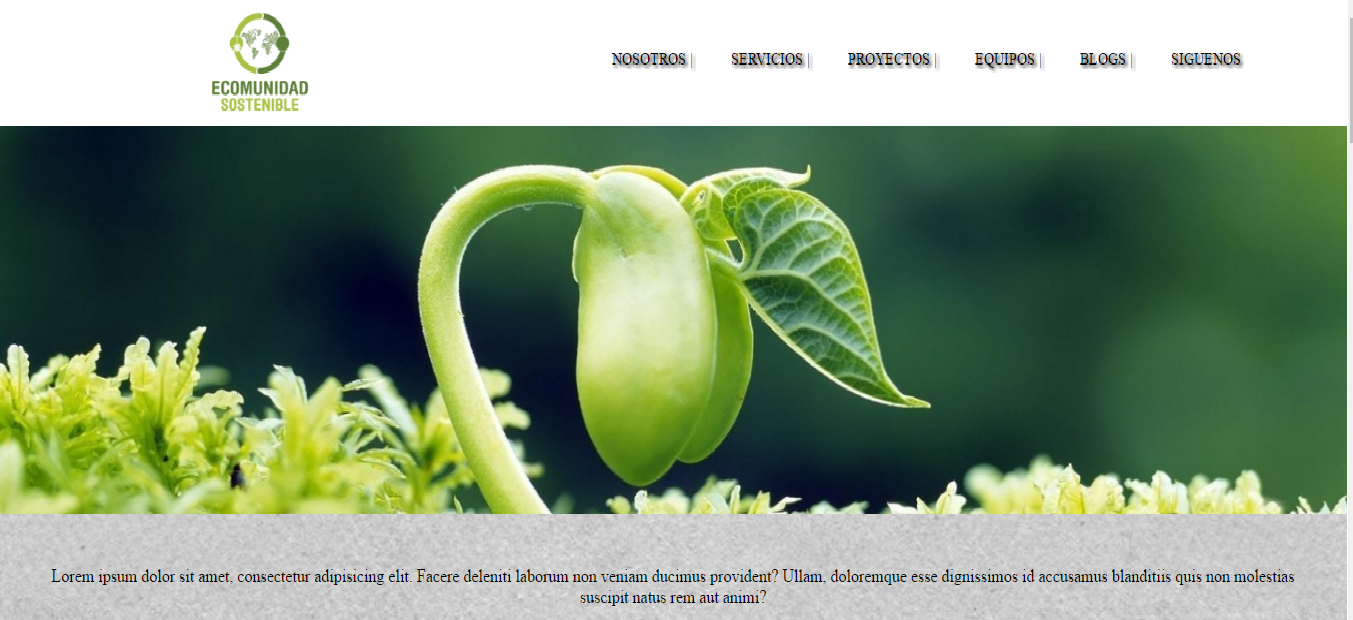 ECOMUNIDAD
SOSTENIBLE
NOSOTROS | SERVICIOS | PROYECTOS | EQUIPOS | BLOGS | SIGUENOS
Lorem ipsum dolor sit amet, consectetur adipisicing elit. Facere deleniti laborum non veniam ducimus provident? Ullam, doloremque esse dignissimos id accusamus blanditiis quis non molestias
suscipit natus rem aut animi?